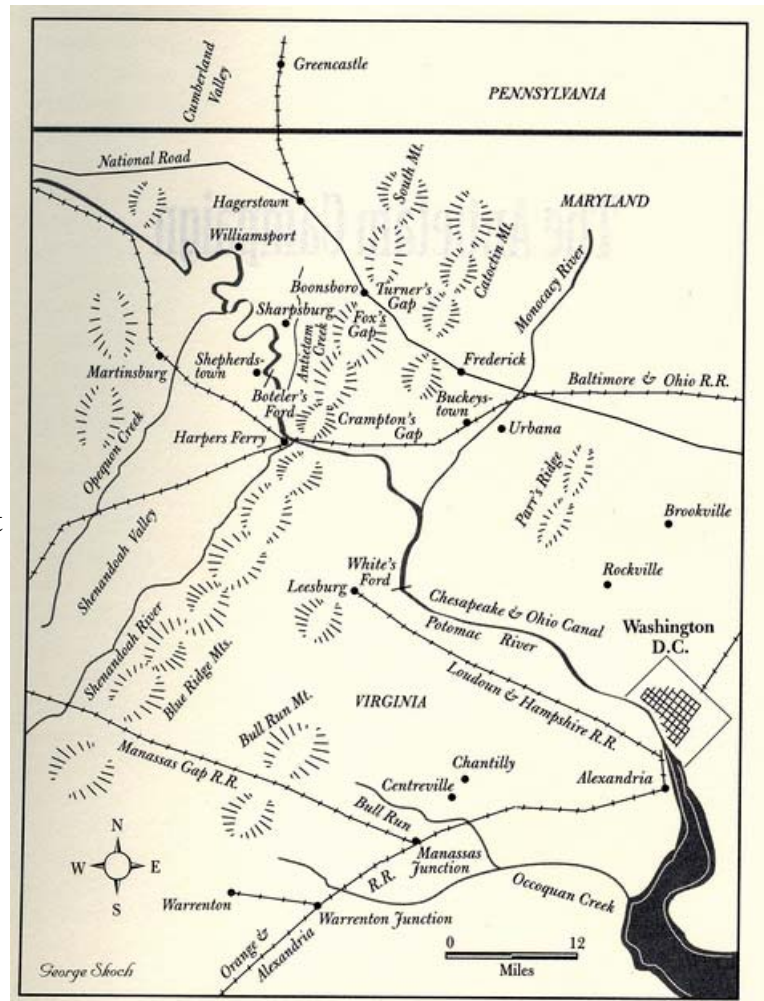 Greencastle
Cumberland
Valley
PENNSYLVANIA
National Road
South Mt.
MARYLAND
Hagerstown
Williamsport
Catoctin Mt.
Monocacy River
Boonsboro
Turner's
Gap
Sharpsburg
Fox's
Gap
Antietam
Creek
Frederick
Martinsburg
Shepherds-
town
Baltimore & Ohio R.R.
Boteler's
Ford
Buckeys-
town
Crampton's
Gap
Urbana
Harpers Ferry
Opequon Creek
Parr's Ridge
Brookville
Shenandoah Valley
White's
Ford
Leesburg
Rockville
Chesapeake & Ohio Canal
Potomac River
Washington
D.C.
Shenandoah River
Blue Ridge Mts.
Loudoun & Hampshire R.R.
VIRGINIA
Bull Run Mt.
Manassas Gap R.R.
Chantilly
Centreville
Alexandria
Bull Run
Manassas
Junction
N
W E
S
R.R.
Occoquan Creek
Warrenton
Warrenton Junction
Orange &
Alexandria
0 12
Miles
George Skoch